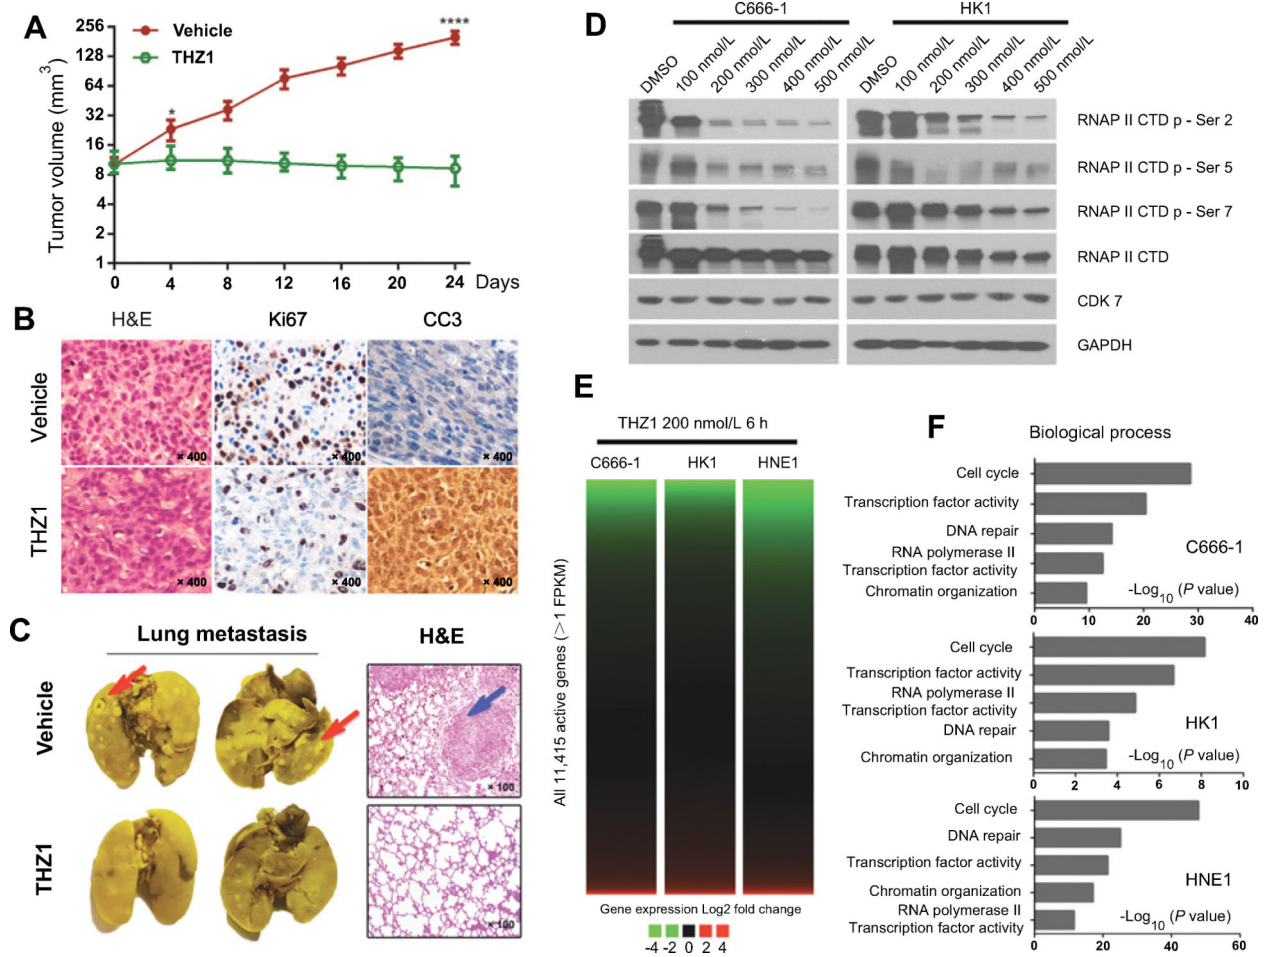 A
Tumor volume (mm3)
256
128
64
32
16
8
4
2
1
Vehicle
THZ1
*
****
0 4 8 12 16 20 24 Days
B
H&E Ki67 CC3
Vehicle
× 400 × 400 × 400
THZ1
× 400 × 400 × 400
C
Lung metastasis H&E
Vehicle
× 100
THZ1
× 100
D
C666-1 HK1
DMSO 100 nmol/L 200 nmol/L 300 nmol/L 400 nmol/L 500 nmol/L DMSO 100 nmol/L 200 nmol/L 300 nmol/L 400 nmol/L 500 nmol/L
RNAP II CTD p - Ser 2
RNAP II CTD p - Ser 5
RNAP II CTD p - Ser 7
RNAP II CTD
CDK 7
GAPDH
E
THZ1 200 nmol/L 6 h
C666-1 HK1 HNE1
All 11,415 active genes (>1 FPKM)
Gene expression Log2 fold change
-4 -2 0 2 4
F
Biological process
Cell cycle
Transcription factor activity
DNA repair
RNA polymerase II
Transcription factor activity
Chromatin organization
C666-1
-Log10 (P value)
0 10 20 30 40
Cell cycle
Transcription factor activity
RNA polymerase II
Transcription factor activity
DNA repair
Chromatin organization
HK1
-Log10 (P value)
0 2 4 6 8 10
Cell cycle
DNA repair
Transcription factor activity
Chromatin organization
RNA polymerase II
Transcription factor activity
HNE1
-Log10 (P value)
0 20 40 60